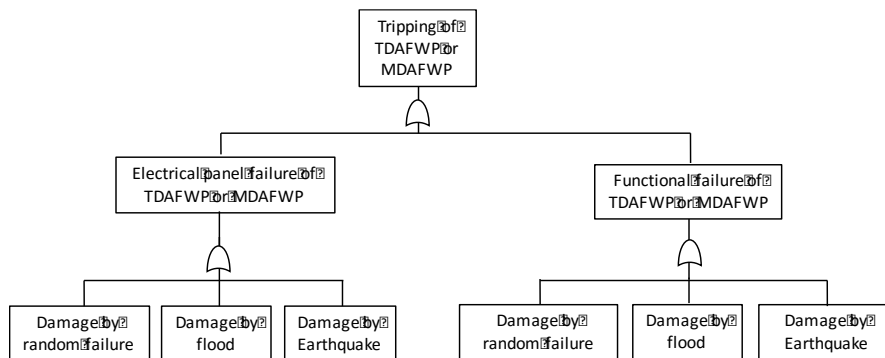 Tripping of
TDAFWP or
MDAFWP
Electrical panel failure of
TDAFWP or MDAFWP
Functional failure of
TDAFWP or MDAFWP
Damage by
random failure
Damage by
flood
Damage by
Earthquake
Damage by
random failure
Damage by
flood
Damage by
Earthquake